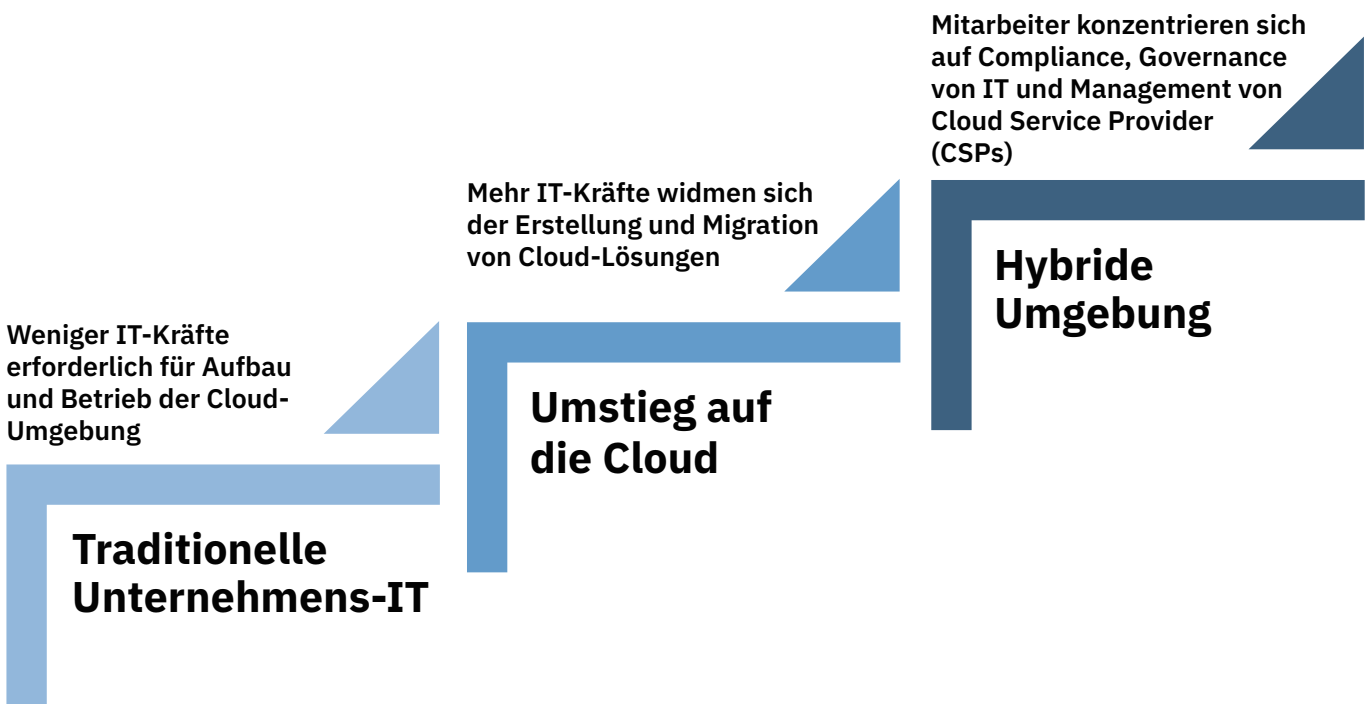 Weniger IT-Kräfte
erforderlich für Aufbau
und Betrieb der Cloud-
Umgebung
Traditionelle
Unternehmens-IT
Mehr IT-Kräfte widmen sich
der Erstellung und Migration
von Cloud-Lösungen
Umstieg auf
die Cloud
Mitarbeiter konzentrieren sich
auf Compliance, Governance
von IT und Management von
Cloud Service Provider
(CSPs)
Hybride
Umgebung